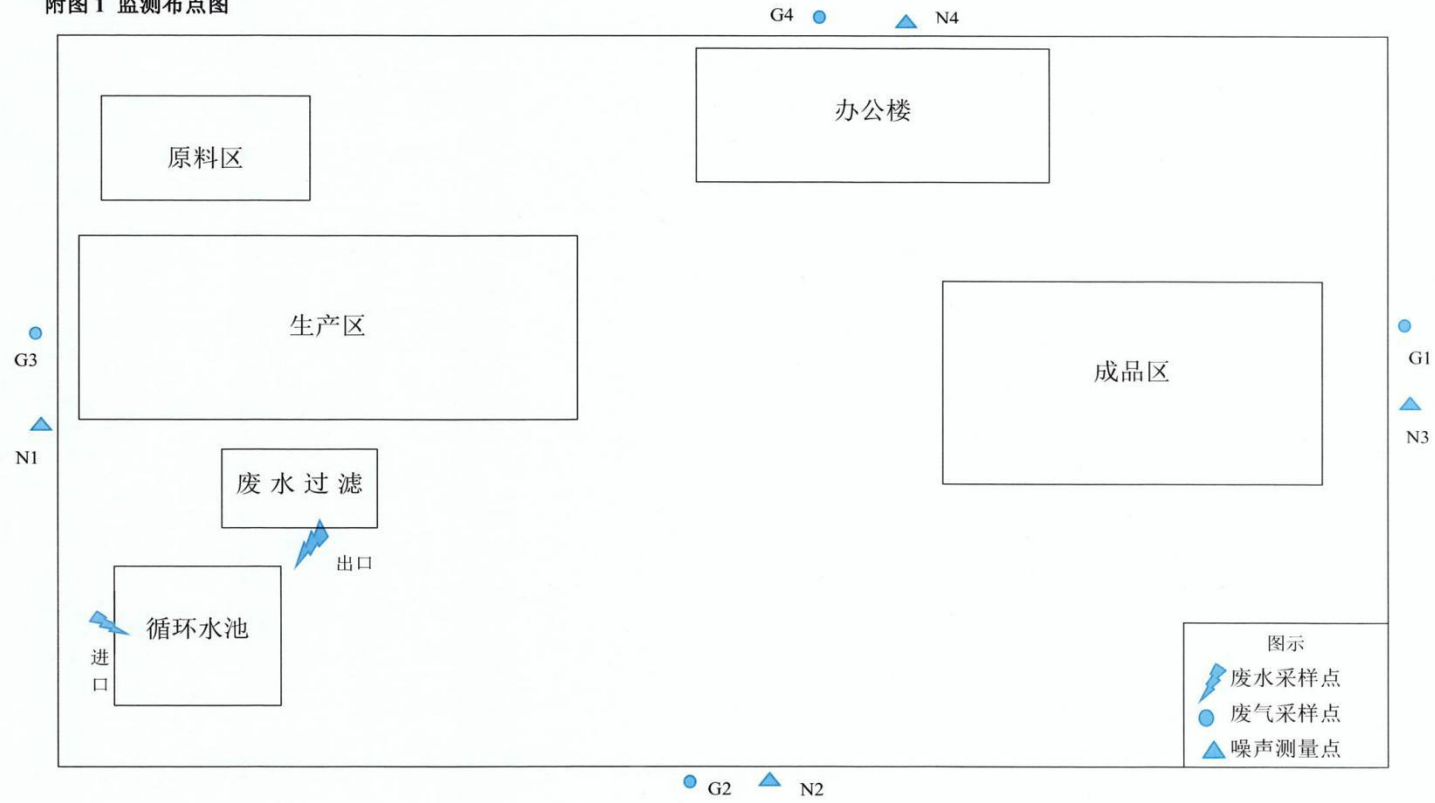 附图1 监测布点图
G4
N4
办公楼
原料区
生产区
G3
G1
成品区
N3
N1
废水过滤
出口
循环水池
进
口
图示
废水采样点
废气采样点
噪声测量点
G2
N2